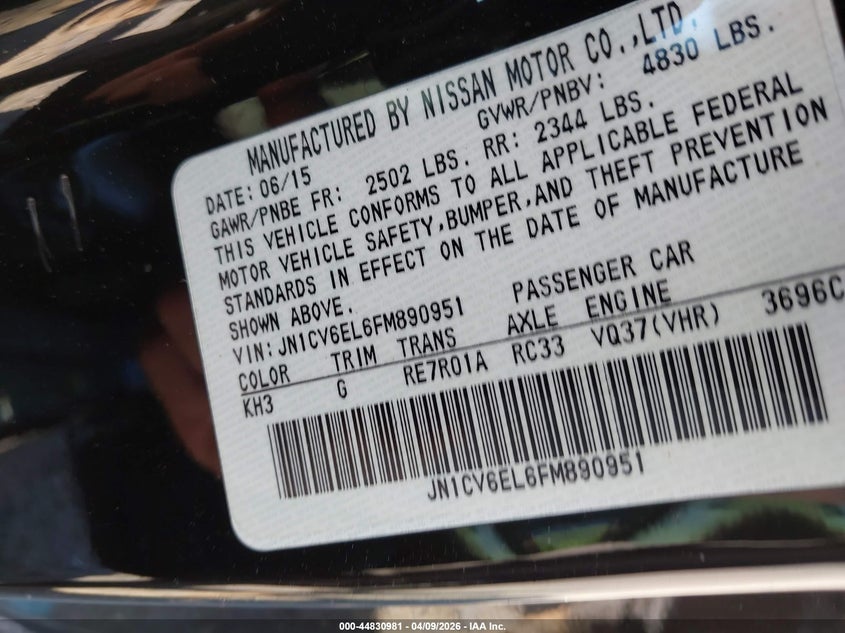 MANUFACTURED BY NISSAN MOTOR CO.,LTD.
DATE: 06/15 GVWR/PNBV: 4830 LBS.
GAWR/PNBE FR: 2502 LBS. RR: 2344 LBS.
THIS VEHICLE CONFORMS TO ALL APPLICABLE FEDERAL
MOTOR VEHICLE SAFETY,BUMPER,AND THEFT PREVENTION
STANDARDS IN EFFECT ON THE DATE OF MANUFACTURE
SHOWN ABOVE.
VIN: JN1CV6EL6FM890951 PASSENGER CAR
COLOR TRIM TRANS AXLE ENGINE
KH3 G RE7R01A RC33 VQ37(VHR) 3696C
JN1CV6EL6FM890951
000-44830981 - 04/09/2026 - IAA Inc.